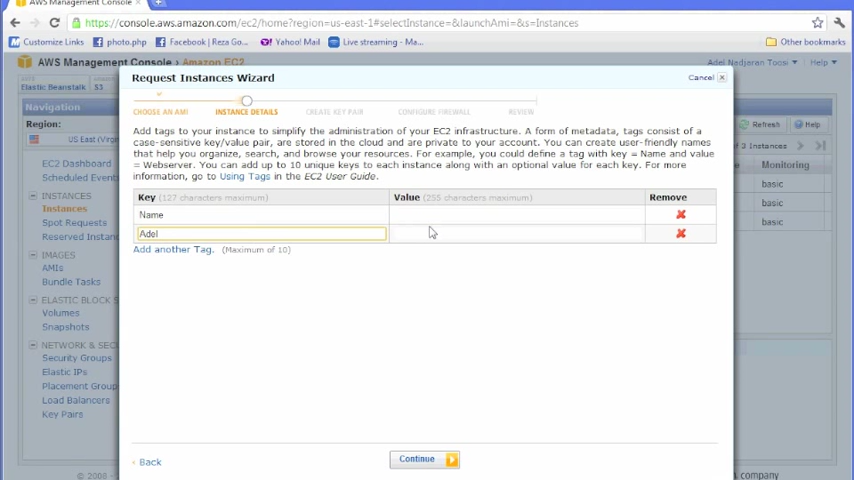 AWS Management Console
https://console.aws.amazon.com/ec2/home?region=us-east-1#selectInstance=&launchAmi=&s=Instances
Customize Links photo.php Facebook | Reza Go... Yahoo! Mail Live streaming - Ma... Other bookmarks
AWS Management Console > Amazon EC2 Adel Nadjaran Toosi Help
Elastic Beanstalk S3
Request Instances Wizard Cancel
CHOOSE AN AMI INSTANCE DETAILS CREATE KEY PAIR CONFIGURE FIREWALL REVIEW
Navigation
Region:
US East (Virgin
EC2 Dashboard
Scheduled Event
INSTANCES
Instances
Spot Requests
Reserved Instan
IMAGES
AMIs
Bundle Tasks
ELASTIC BLOCK S
Volumes
Snapshots
NETWORK & SEC
Security Groups
Elastic IPs
Placement Group
Load Balancers
Key Pairs
Add tags to your instance to simplify the administration of your EC2 infrastructure. A form of metadata, tags consist of a
case-sensitive key/value pair, are stored in the cloud and are private to your account. You can create user-friendly names
that help you organize, search, and browse your resources. For example, you could define a tag with key = Name and value
= Webserver. You can add up to 10 unique keys to each instance along with an optional value for each key. For more
information, go to Using Tags in the EC2 User Guide.
Key (127 characters maximum) Value (255 characters maximum) Remove
Name
Adel
Add another Tag. (Maximum of 10)
Back Continue
Refresh Help
of 3 Instances
Monitoring
basic
basic
basic
© 2008 -
company